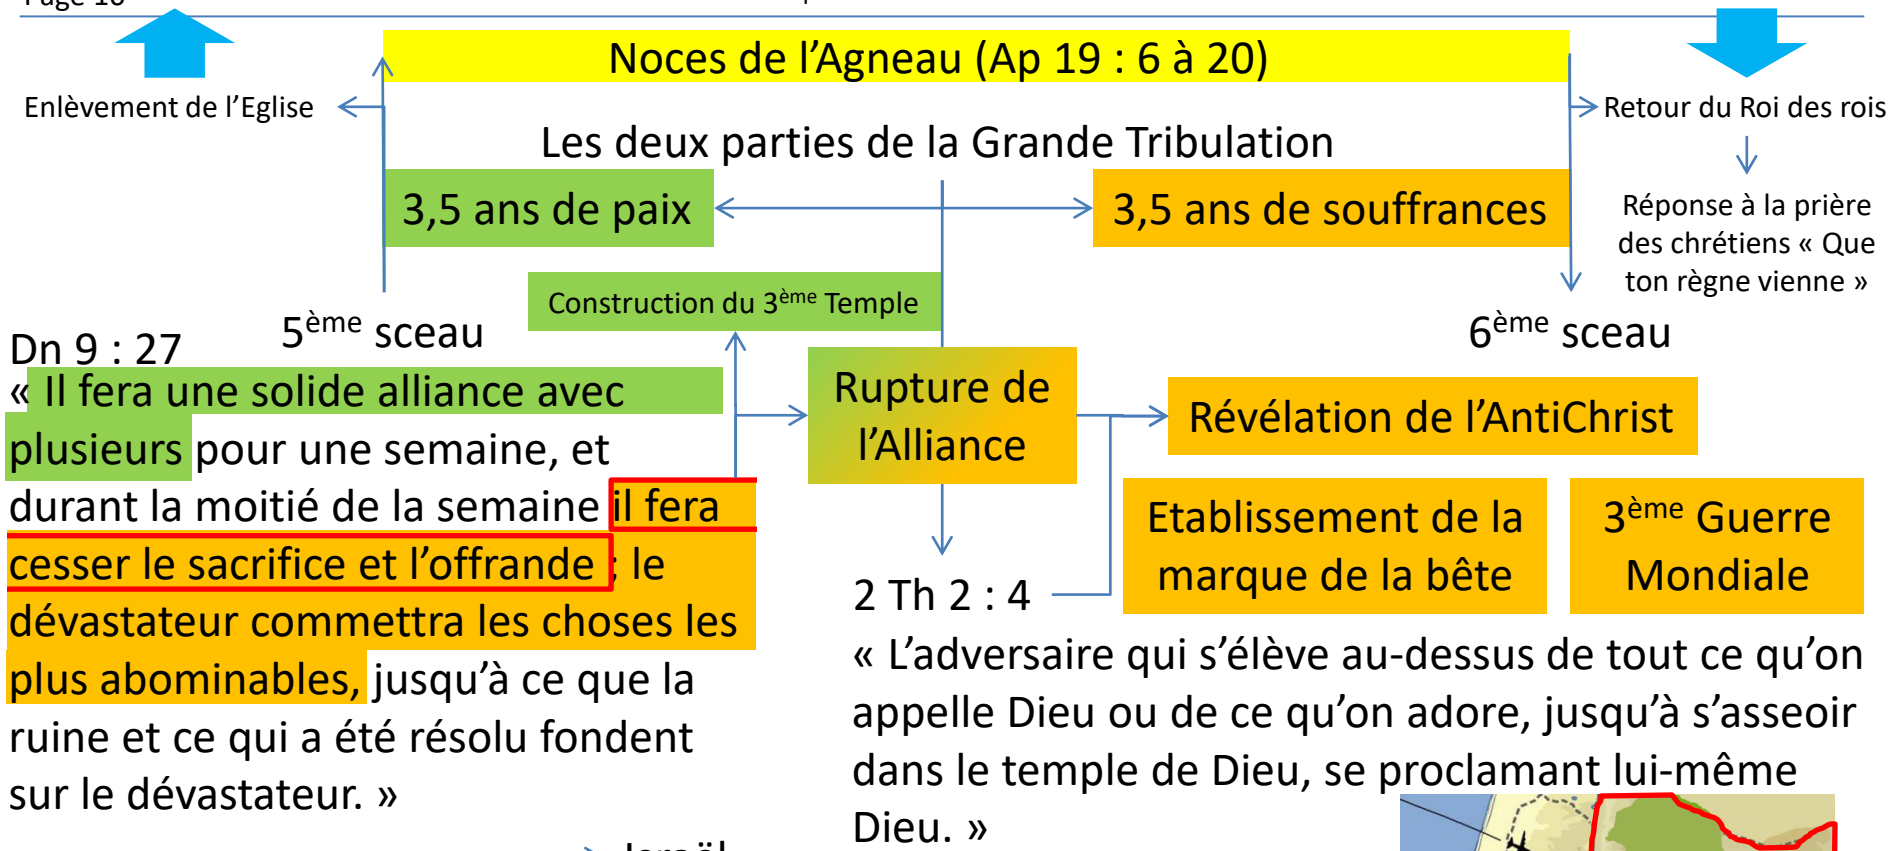 Page 10
Noces de l’Agneau (Ap 19 : 6 à 20)
Enlèvement de l’Eglise
Retour du Roi des rois
Les deux parties de la Grande Tribulation
3,5 ans de paix
3,5 ans de souffrances
Réponse à la prière
des chrétiens « Que
ton règne vienne »
Construction du 3ème Temple
5ème sceau
6ème sceau
Dn 9 : 27
« Il fera une solide alliance avec
plusieurs pour une semaine, et
durant la moitié de la semaine il fera
cesser le sacrifice et l’offrande ; le
dévastateur commettra les choses les
plus abominables, jusqu’à ce que la
ruine et ce qui a été résolu fondent
sur le dévastateur. »
Rupture de
l’Alliance
Révélation de l’AntiChrist
Etablissement de la
marque de la bête
3ème Guerre
Mondiale
2 Th 2 : 4
« L’adversaire qui s’élève au-dessus de tout ce qu’on
appelle Dieu ou de ce qu’on adore, jusqu’à s’asseoir
dans le temple de Dieu, se proclamant lui-même
Dieu. »
Israël